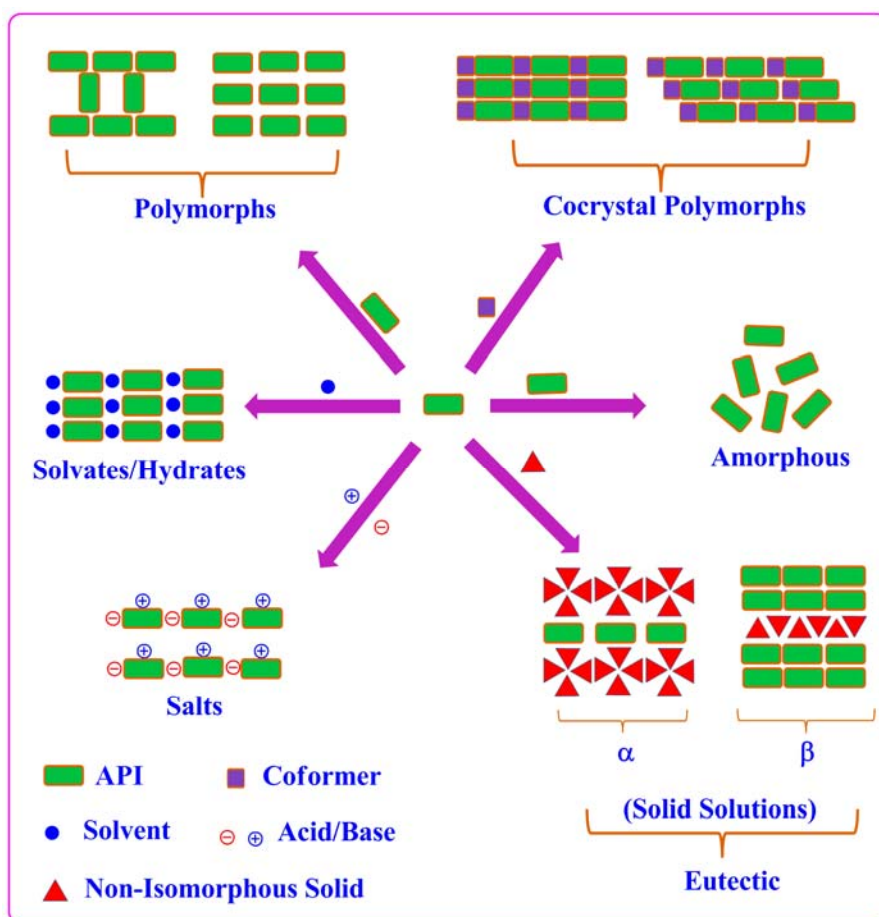 Polymorphs
Cocrystal Polymorphs
Solvates/Hydrates
Amorphous
Salts
α
β
(Solid Solutions)
Eutectic
API
Coformer
Solvent
Acid/Base
Non-Isomorphous Solid